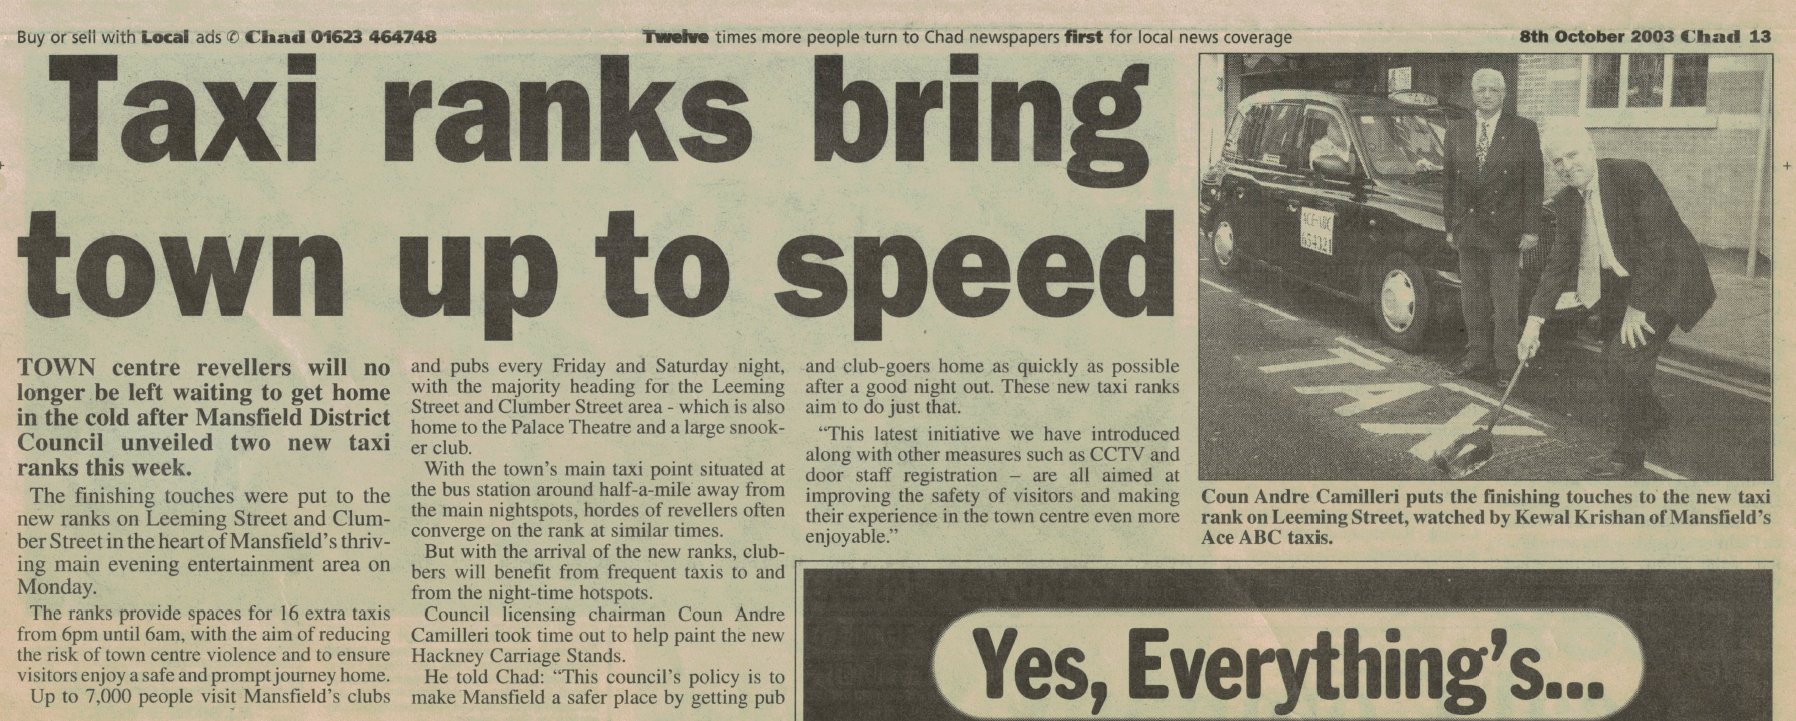 Buy or sell with Local ads ✆ Chad 01623 464748
Twelve times more people turn to Chad newspapers first for local news coverage
8th October 2003 Chad 13
Taxi ranks bring
town up to speed
TOWN centre revellers will no
longer be left waiting to get home
in the cold after Mansfield District
Council unveiled two new taxi
ranks this week.
The finishing touches were put to the
new ranks on Leeming Street and Clum-
ber Street in the heart of Mansfield's thriv-
ing main evening entertainment area on
Monday.
The ranks provide spaces for 16 extra taxis
from 6pm until 6am, with the aim of reducing
the risk of town centre violence and to ensure
visitors enjoy a safe and prompt journey home.
Up to 7,000 people visit Mansfield's clubs
and pubs every Friday and Saturday night,
with the majority heading for the Leeming
Street and Clumber Street area - which is also
home to the Palace Theatre and a large snook-
er club.
With the town's main taxi point situated at
the bus station around half-a-mile away from
the main nightspots, hordes of revellers often
converge on the rank at similar times.
But with the arrival of the new ranks, club-
bers will benefit from frequent taxis to and
from the night-time hotspots.
Council licensing chairman Coun Andre
Camilleri took time out to help paint the new
Hackney Carriage Stands.
He told Chad: "This council's policy is to
make Mansfield a safer place by getting pub
and club-goers home as quickly as possible
after a good night out. These new taxi ranks
aim to do just that.
"This latest initiative we have introduced
along with other measures such as CCTV and
door staff registration – are all aimed at
improving the safety of visitors and making
their experience in the town centre even more
enjoyable."
TAXI
ACE-ABC
654321
TAXI
Coun Andre Camilleri puts the finishing touches to the new taxi
rank on Leeming Street, watched by Kewal Krishan of Mansfield's
Ace ABC taxis.
Yes, Everything's...